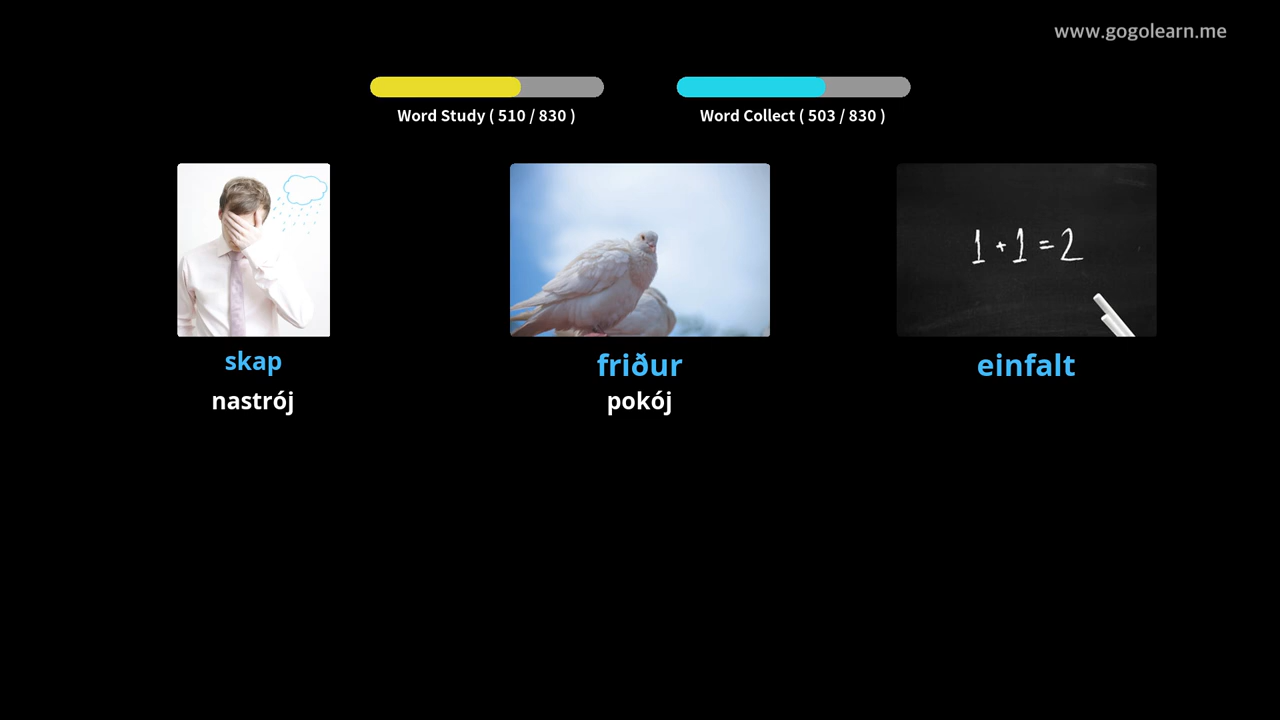 www.gogolearn.me
Word Study ( 510 / 830 )
Word Collect ( 503 / 830 )
1 + 1 = 2
skap
friður
einfalt
nastrój
pokój